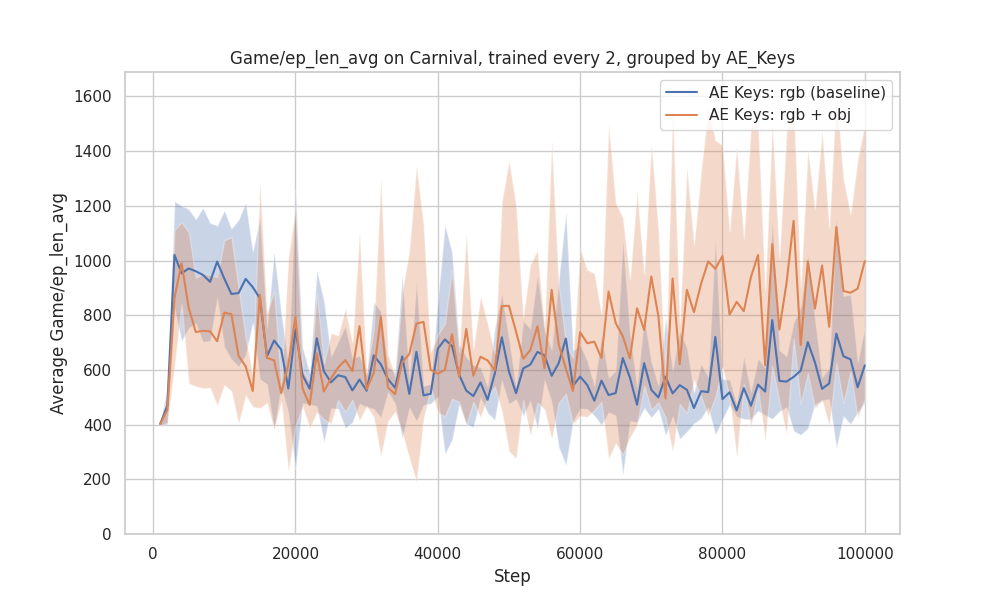 Game/ep_len_avg on Carnival, trained every 2, grouped by AE_Keys
AE Keys: rgb (baseline)
AE Keys: rgb + obj
Average Game/ep_len_avg
1600
1400
1200
1000
800
600
400
200
0
0 20000 40000 60000 80000 100000
Step